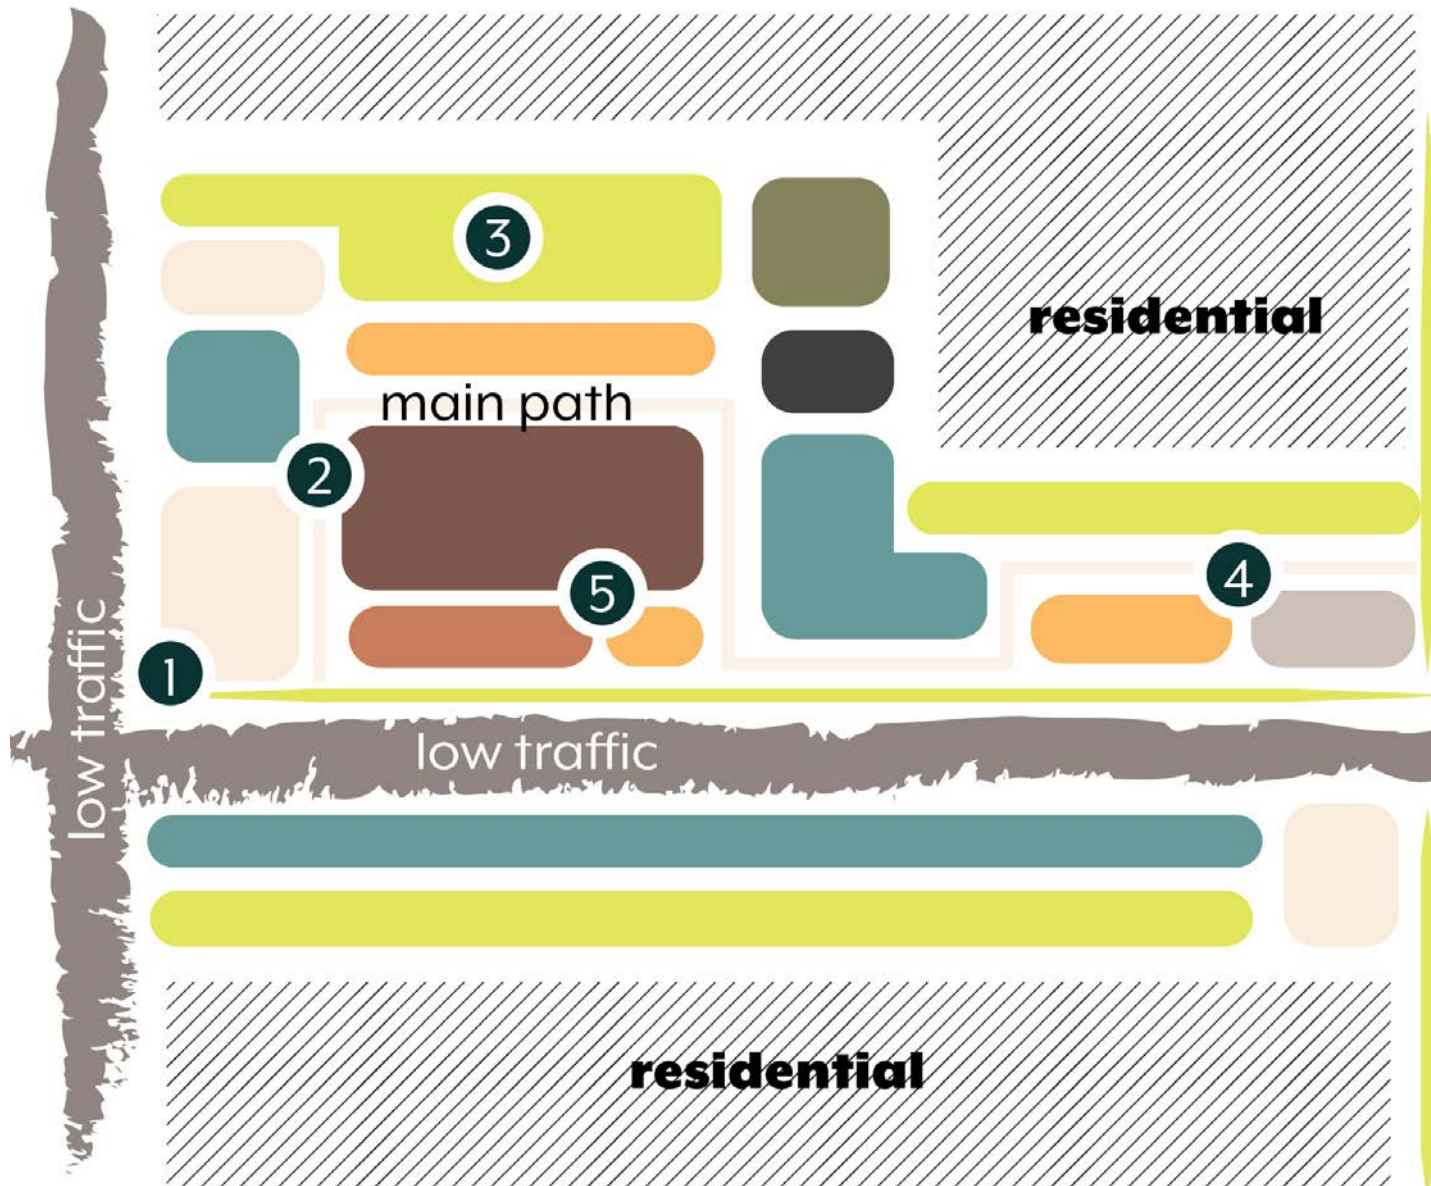 3
residential
main path
2
5
4
1
low traffic
low traffic
residential